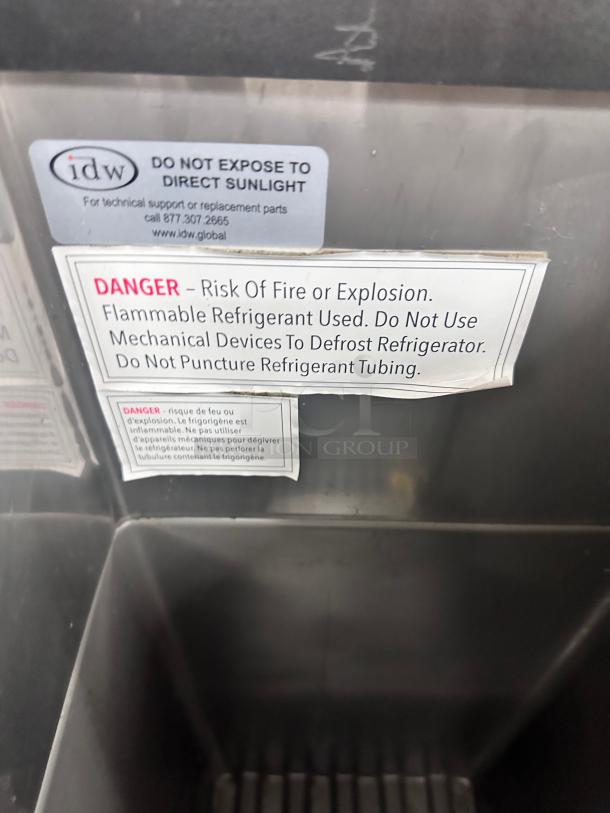 idw
DO NOT EXPOSE TO
DIRECT SUNLIGHT
For technical support or replacement parts
call 877.307.2665
www.idw.global
DANGER – Risk Of Fire or Explosion.
Flammable Refrigerant Used. Do Not Use
Mechanical Devices To Defrost Refrigerator.
Do Not Puncture Refrigerant Tubing.
DANGER - risque de feu ou
d'explosion. Le frigorigène est
inflammable. Ne pas utiliser
d'appareils mécaniques pour dégivrer
le réfrigérateur. Ne pas perforer la
tubulure contenant le frigorigène
PCI
GROUP